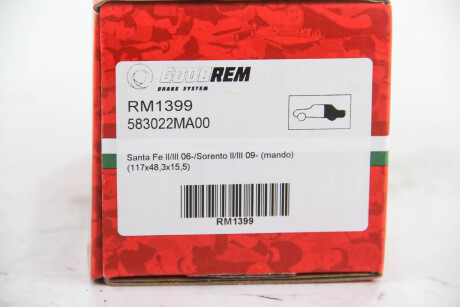 GOODREM
BRAKE SYSTEM
RM1399
583022MA00
Santa Fe II/III 06-/Sorento II/III 09- (mando)
(117x48,3x15,5)
RM1399